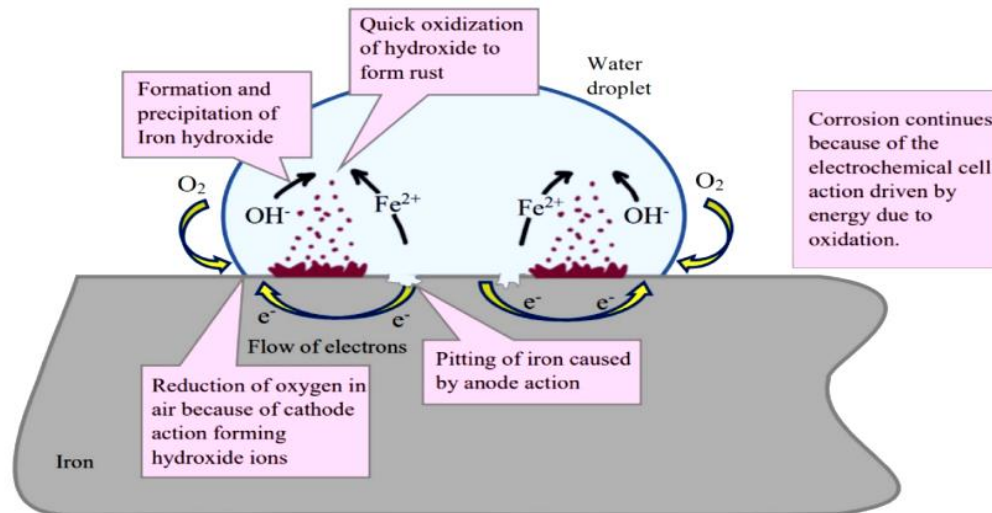 Quick oxidization
of hydroxide to
form rust
Water
droplet
Formation and
precipitation of
Iron hydroxide
Corrosion continues
because of the
electrochemical cell
action driven by
energy due to
oxidation.
O₂
OH⁻
Fe²⁺
Fe²⁺
OH⁻
O₂
e⁻
e⁻
e⁻
e⁻
Flow of electrons
Pitting of iron caused
by anode action
Reduction of oxygen in
air because of cathode
action forming
hydroxide ions
Iron